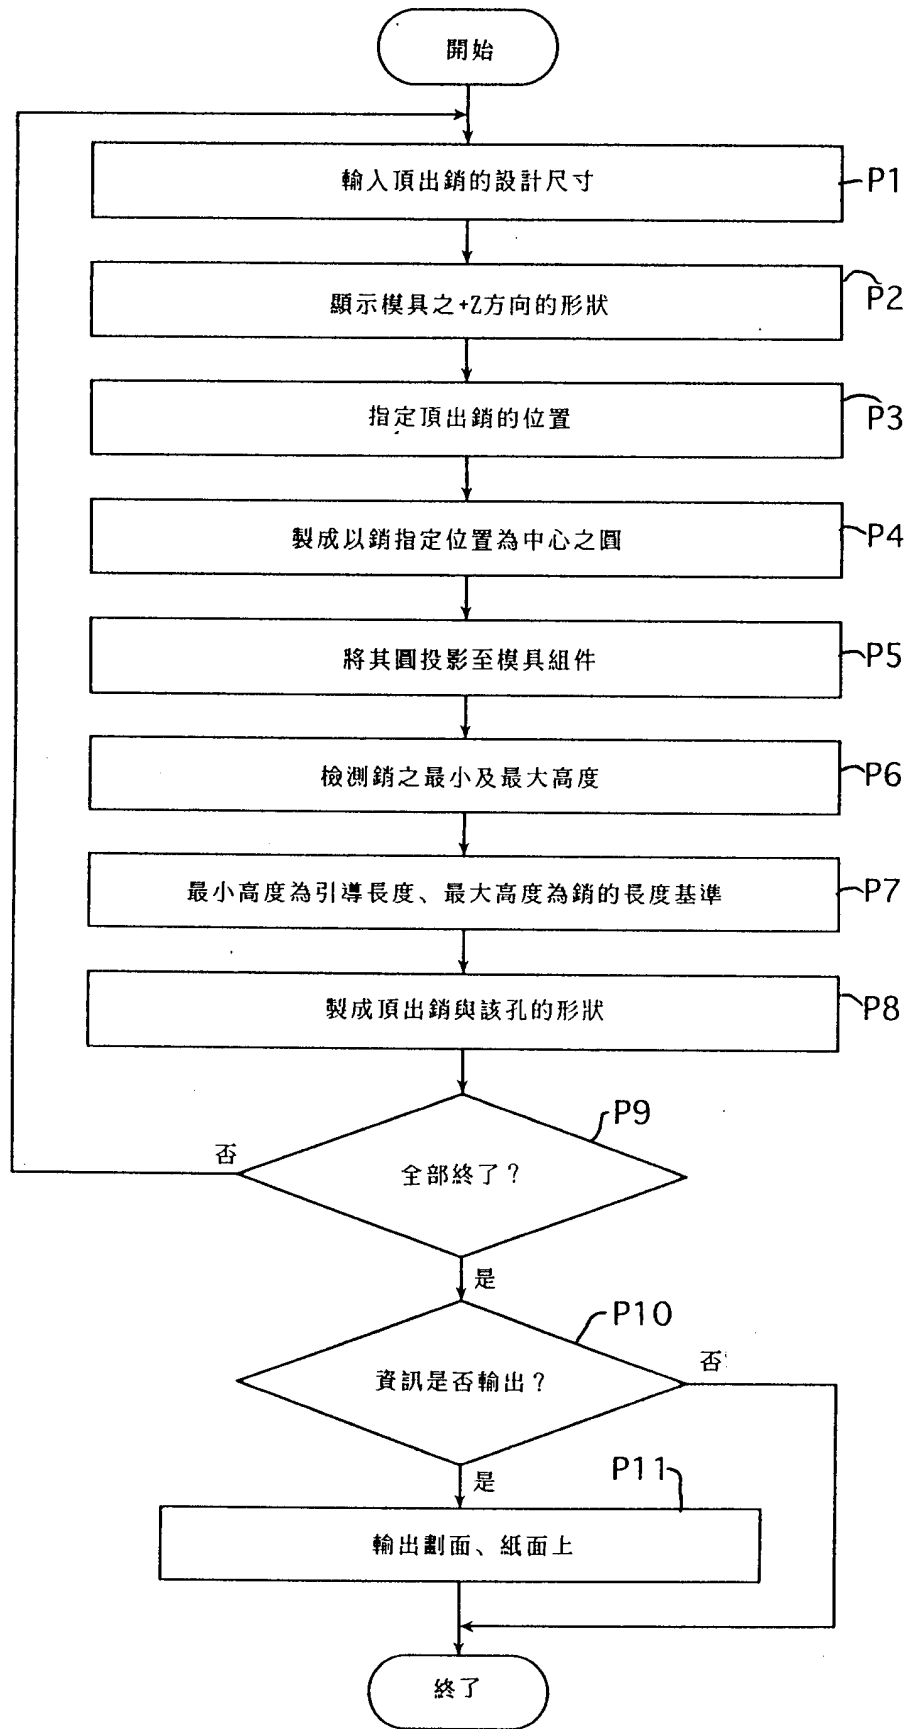 開始
輸入頂出銷的設計尺寸
P1
顯示模具之+Z方向的形狀
P2
指定頂出銷的位置
P3
製成以銷指定位置為中心之圓
P4
將其圓投影至模具組件
P5
檢測銷之最小及最大高度
P6
最小高度為引導長度、最大高度為銷的長度基準
P7
製成頂出銷與該孔的形狀
P8
P9
否
全部終了？
是
P10
否
資訊是否輸出？
是
P11
輸出劃面、紙面上
終了